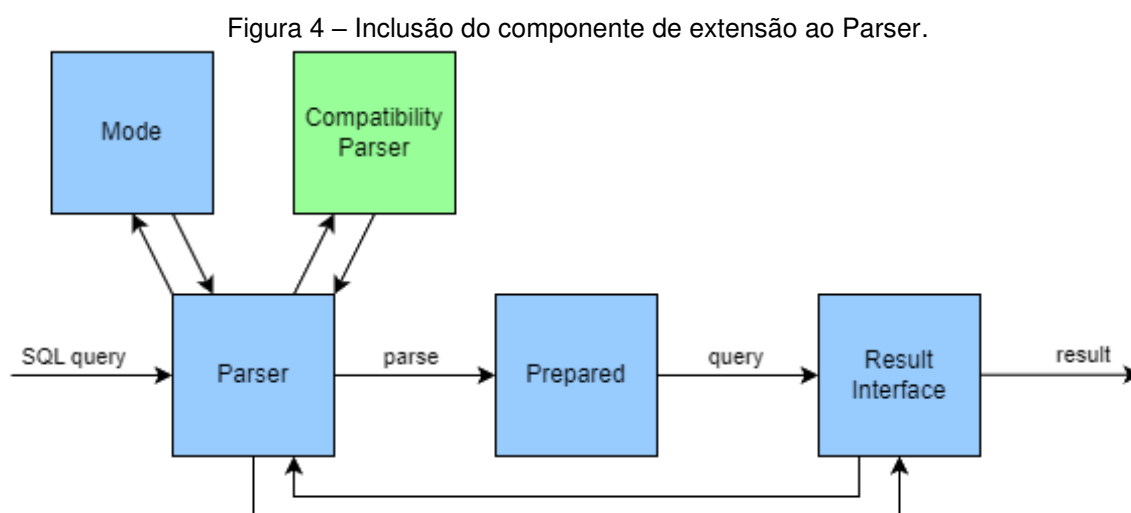 Figura 4 – Inclusão do componente de extensão ao Parser.
Mode
Compatibility
Parser
SQL query
Parser
parse
Prepared
query
Result
Interface
result